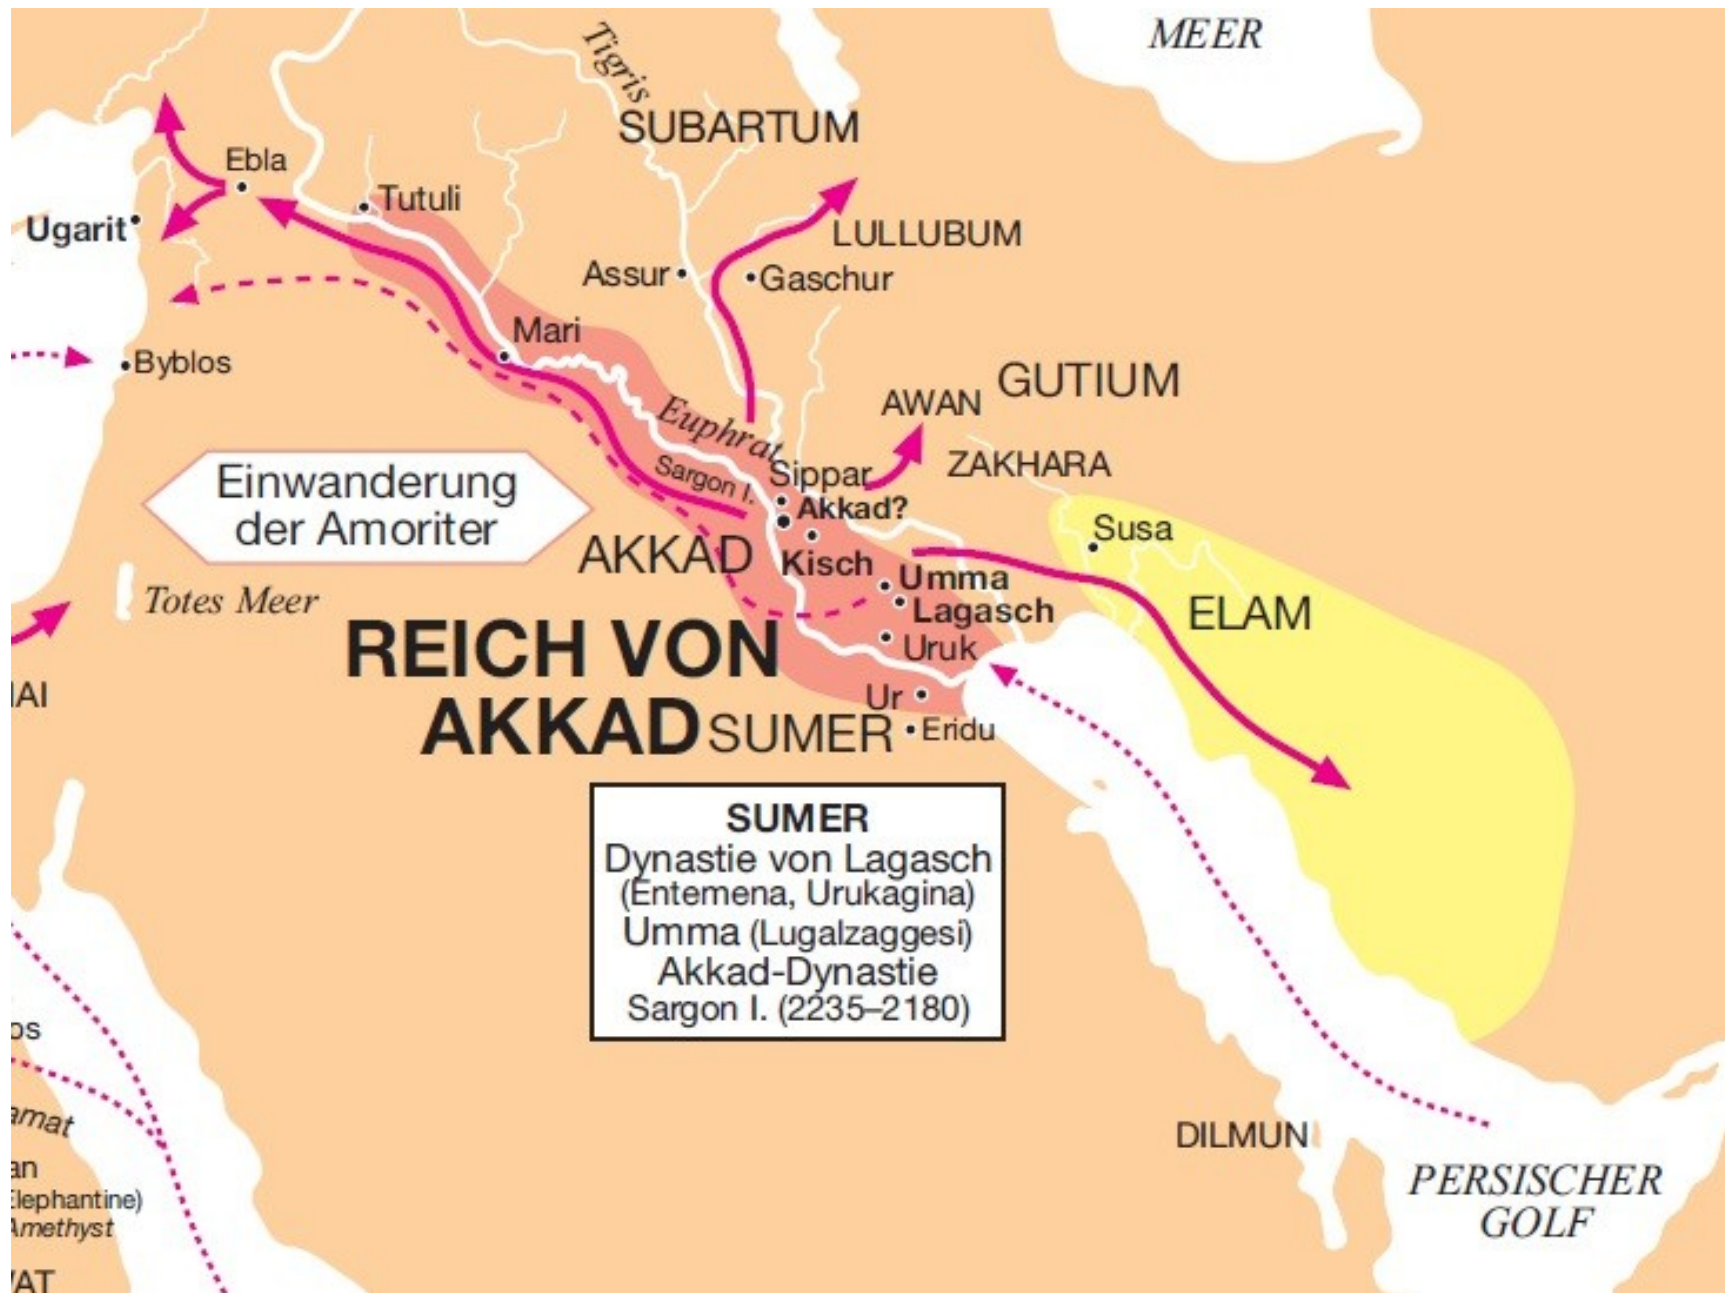 MEER
Tigris
SUBARTUM
Ebla
Tutuli
Ugarit
LULLUBUM
Assur
Gaschur
Mari
Byblos
AWAN
GUTIUM
Euphrat
ZAKHARA
Sargon I.
Sippar
Akkad?
Einwanderung
der Amoriter
Susa
AKKAD
Kisch
Umma
Lagasch
Totes Meer
ELAM
REICH VON
AKKAD
Uruk
Ur
SUMER
Eridu
SUMER
Dynastie von Lagasch
(Entemena, Urukagina)
Umma (Lugalzaggesi)
Akkad-Dynastie
Sargon I. (2235–2180)
DILMUN
PERSISCHER
GOLF
Elephantine)
Amethyst